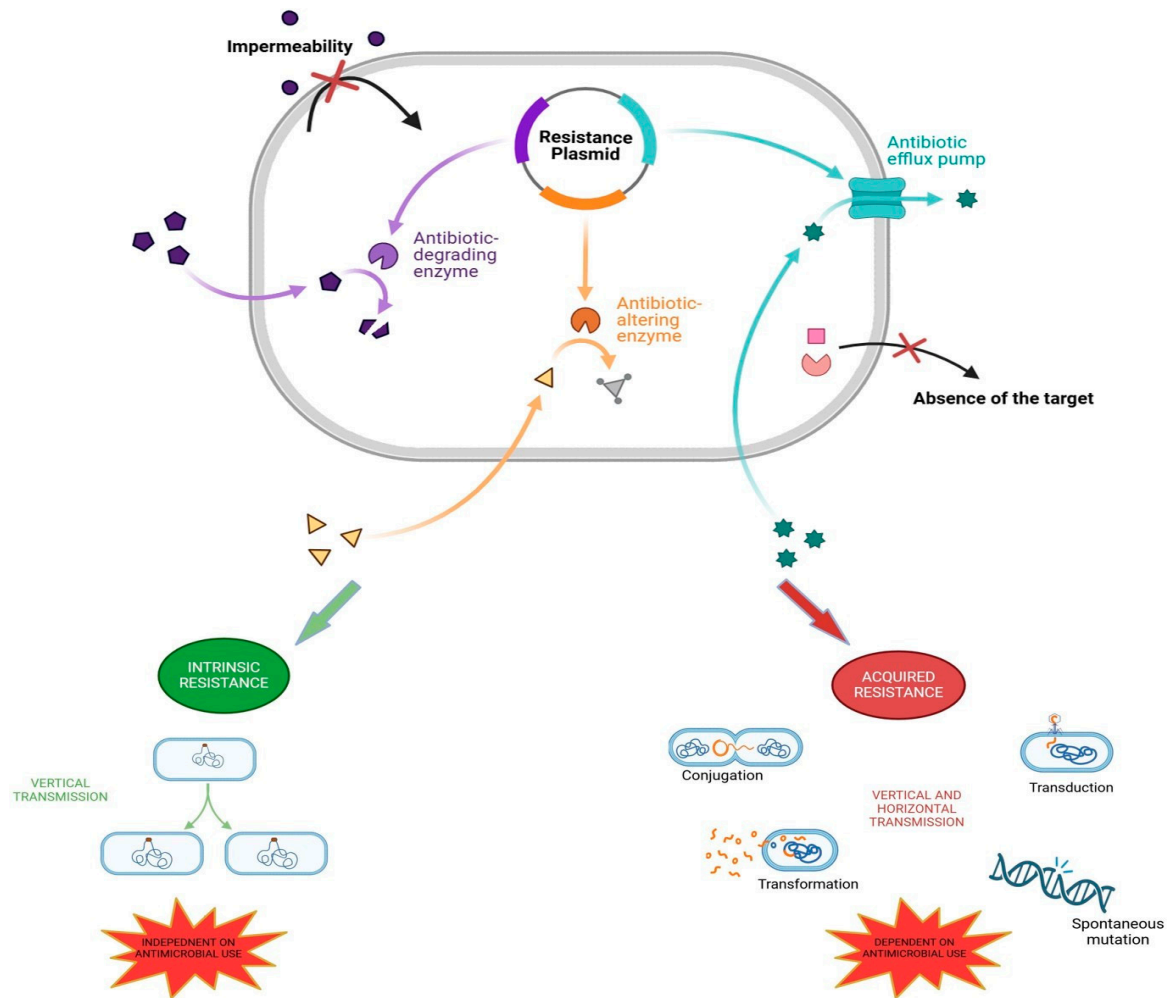 Impermeability
Resistance
Plasmid
Antibiotic
efflux pump
Antibiotic-
degrading
enzyme
Antibiotic-
altering
enzyme
Absence of the target
INTRINSIC
RESISTANCE
ACQUIRED
RESISTANCE
VERTICAL
TRANSMISSION
Conjugation
Transduction
VERTICAL AND
HORIZONTAL
TRANSMISSION
Transformation
Spontaneous
mutation
INDEPEDNENT ON
ANTIMICROBIAL USE
DEPENDENT ON
ANTIMICROBIAL USE